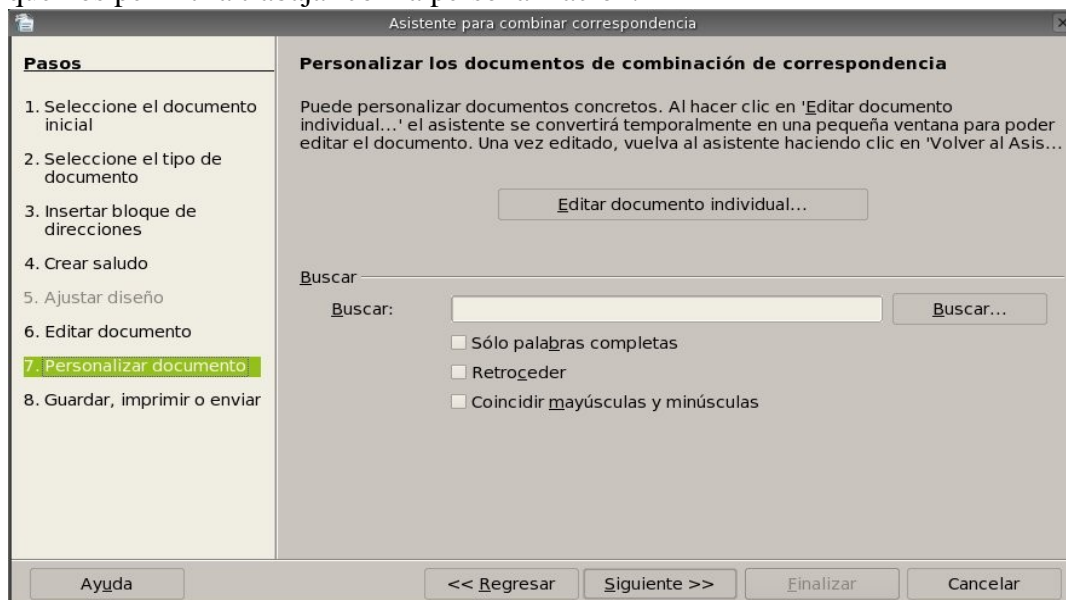 Asistente para combinar correspondencia
Pasos
1. Seleccione el documento
inicial
2. Seleccione el tipo de
documento
3. Insertar bloque de
direcciones
4. Crear saludo
5. Ajustar diseño
6. Editar documento
7. Personalizar documento
8. Guardar, imprimir o enviar
Personalizar los documentos de combinación de correspondencia
Puede personalizar documentos concretos. Al hacer clic en 'Editar documento
individual...' el asistente se convertirá temporalmente en una pequeña ventana para poder
editar el documento. Una vez editado, vuelva al asistente haciendo clic en 'Volver al Asis...
Editar documento individual...
Buscar
Buscar:
Buscar...
Sólo palabras completas
Retroceder
Coincidir mayúsculas y minúsculas
Ayuda
<< Regresar
Siguiente >>
Finalizar
Cancelar